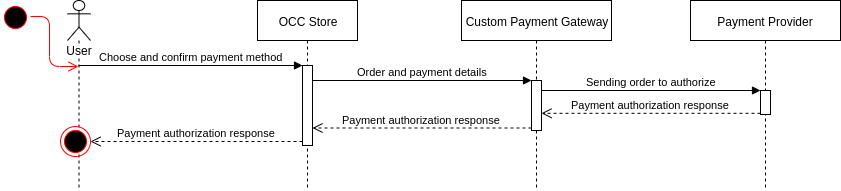 User
OCC Store
Custom Payment Gateway
Payment Provider
Choose and confirm payment method
Order and payment details
Sending order to authorize
Payment authorization response
Payment authorization response
Payment authorization response